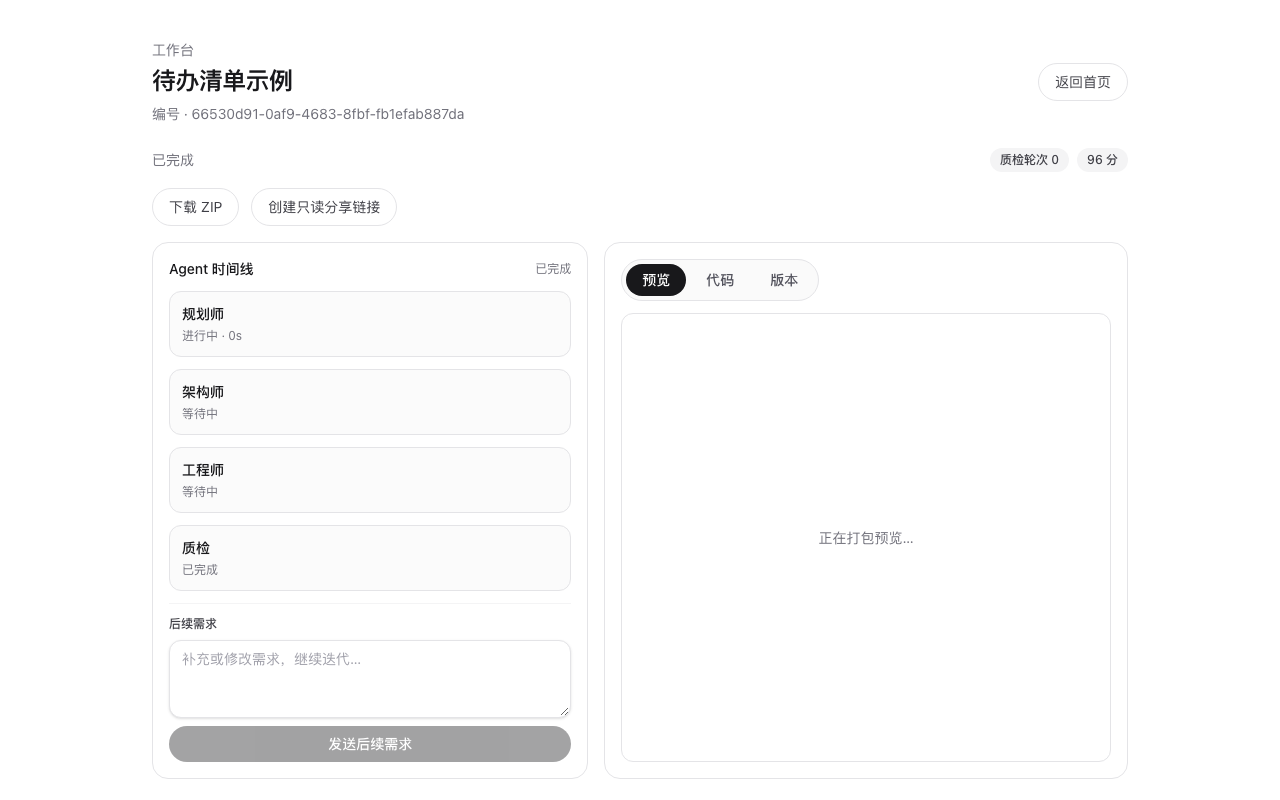 工作台
待办清单示例
编号 · 66530d91-0af9-4683-8fbf-fb1efab887da
返回首页
已完成
质检轮次 0
96 分
下载 ZIP
创建只读分享链接
Agent 时间线
已完成
规划师
进行中 · 0s
架构师
等待中
工程师
等待中
质检
已完成
后续需求
补充或修改需求，继续迭代...
发送后续需求
预览
代码
版本
正在打包预览...